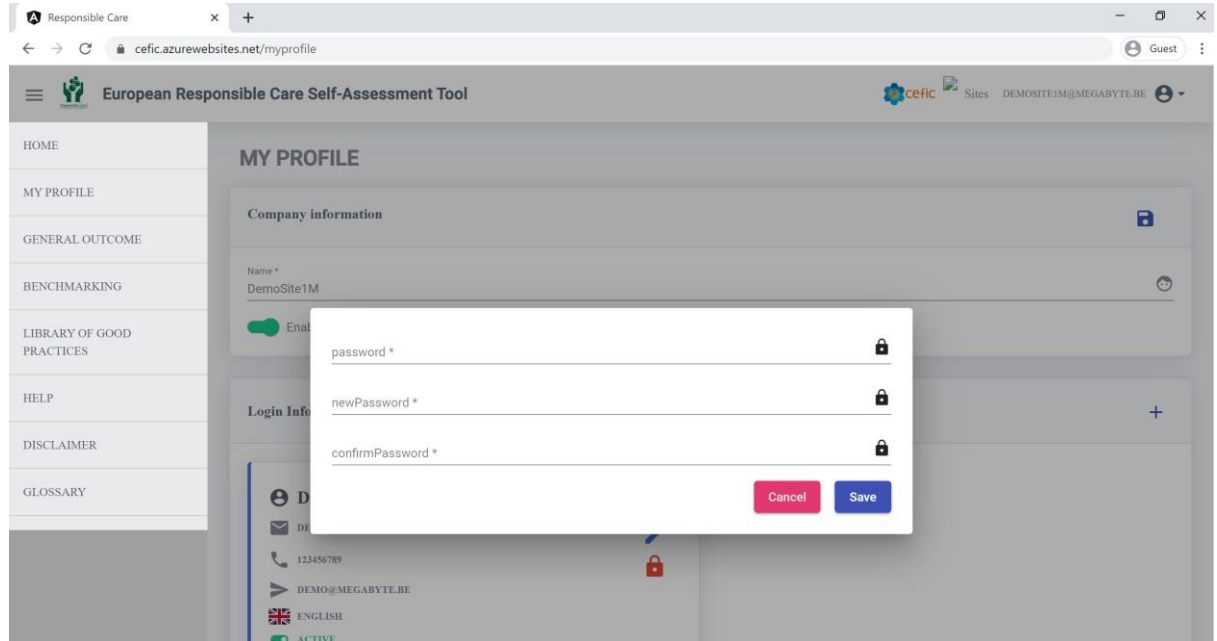 Responsible Care
cefic.azurewebsites.net/myprofile
Guest
European Responsible Care Self-Assessment Tool
cefic
Sites
DEMOSITE1M@MEGABYTE.BE
HOME
MY PROFILE
GENERAL OUTCOME
BENCHMARKING
LIBRARY OF GOOD
PRACTICES
HELP
DISCLAIMER
GLOSSARY
MY PROFILE
Company information
Name *
DemoSite1M
Enab
password *
newPassword *
confirmPassword *
Cancel
Save
Login Info
D
DE
123456789
DEMO@MEGABYTE.BE
ENGLISH
ACTIVE